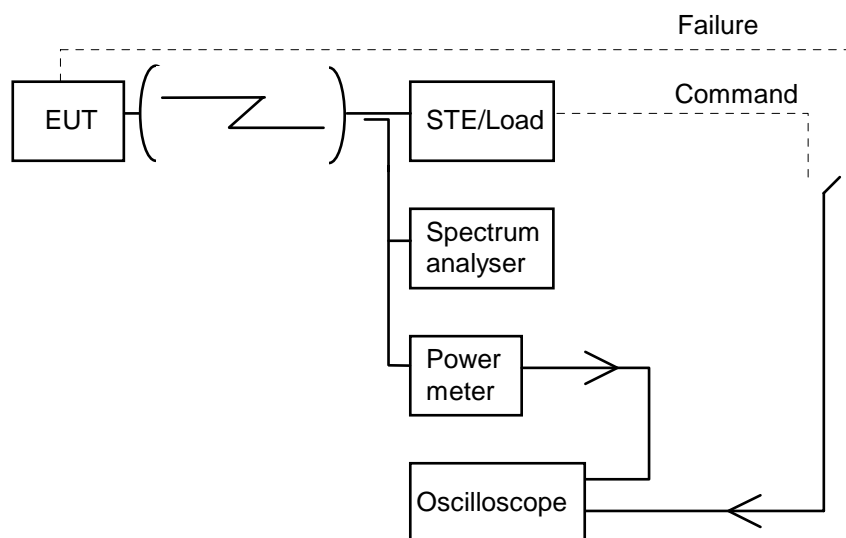 Failure
Command
EUT
STE/Load
Spectrum
analyser
Power
meter
Oscilloscope